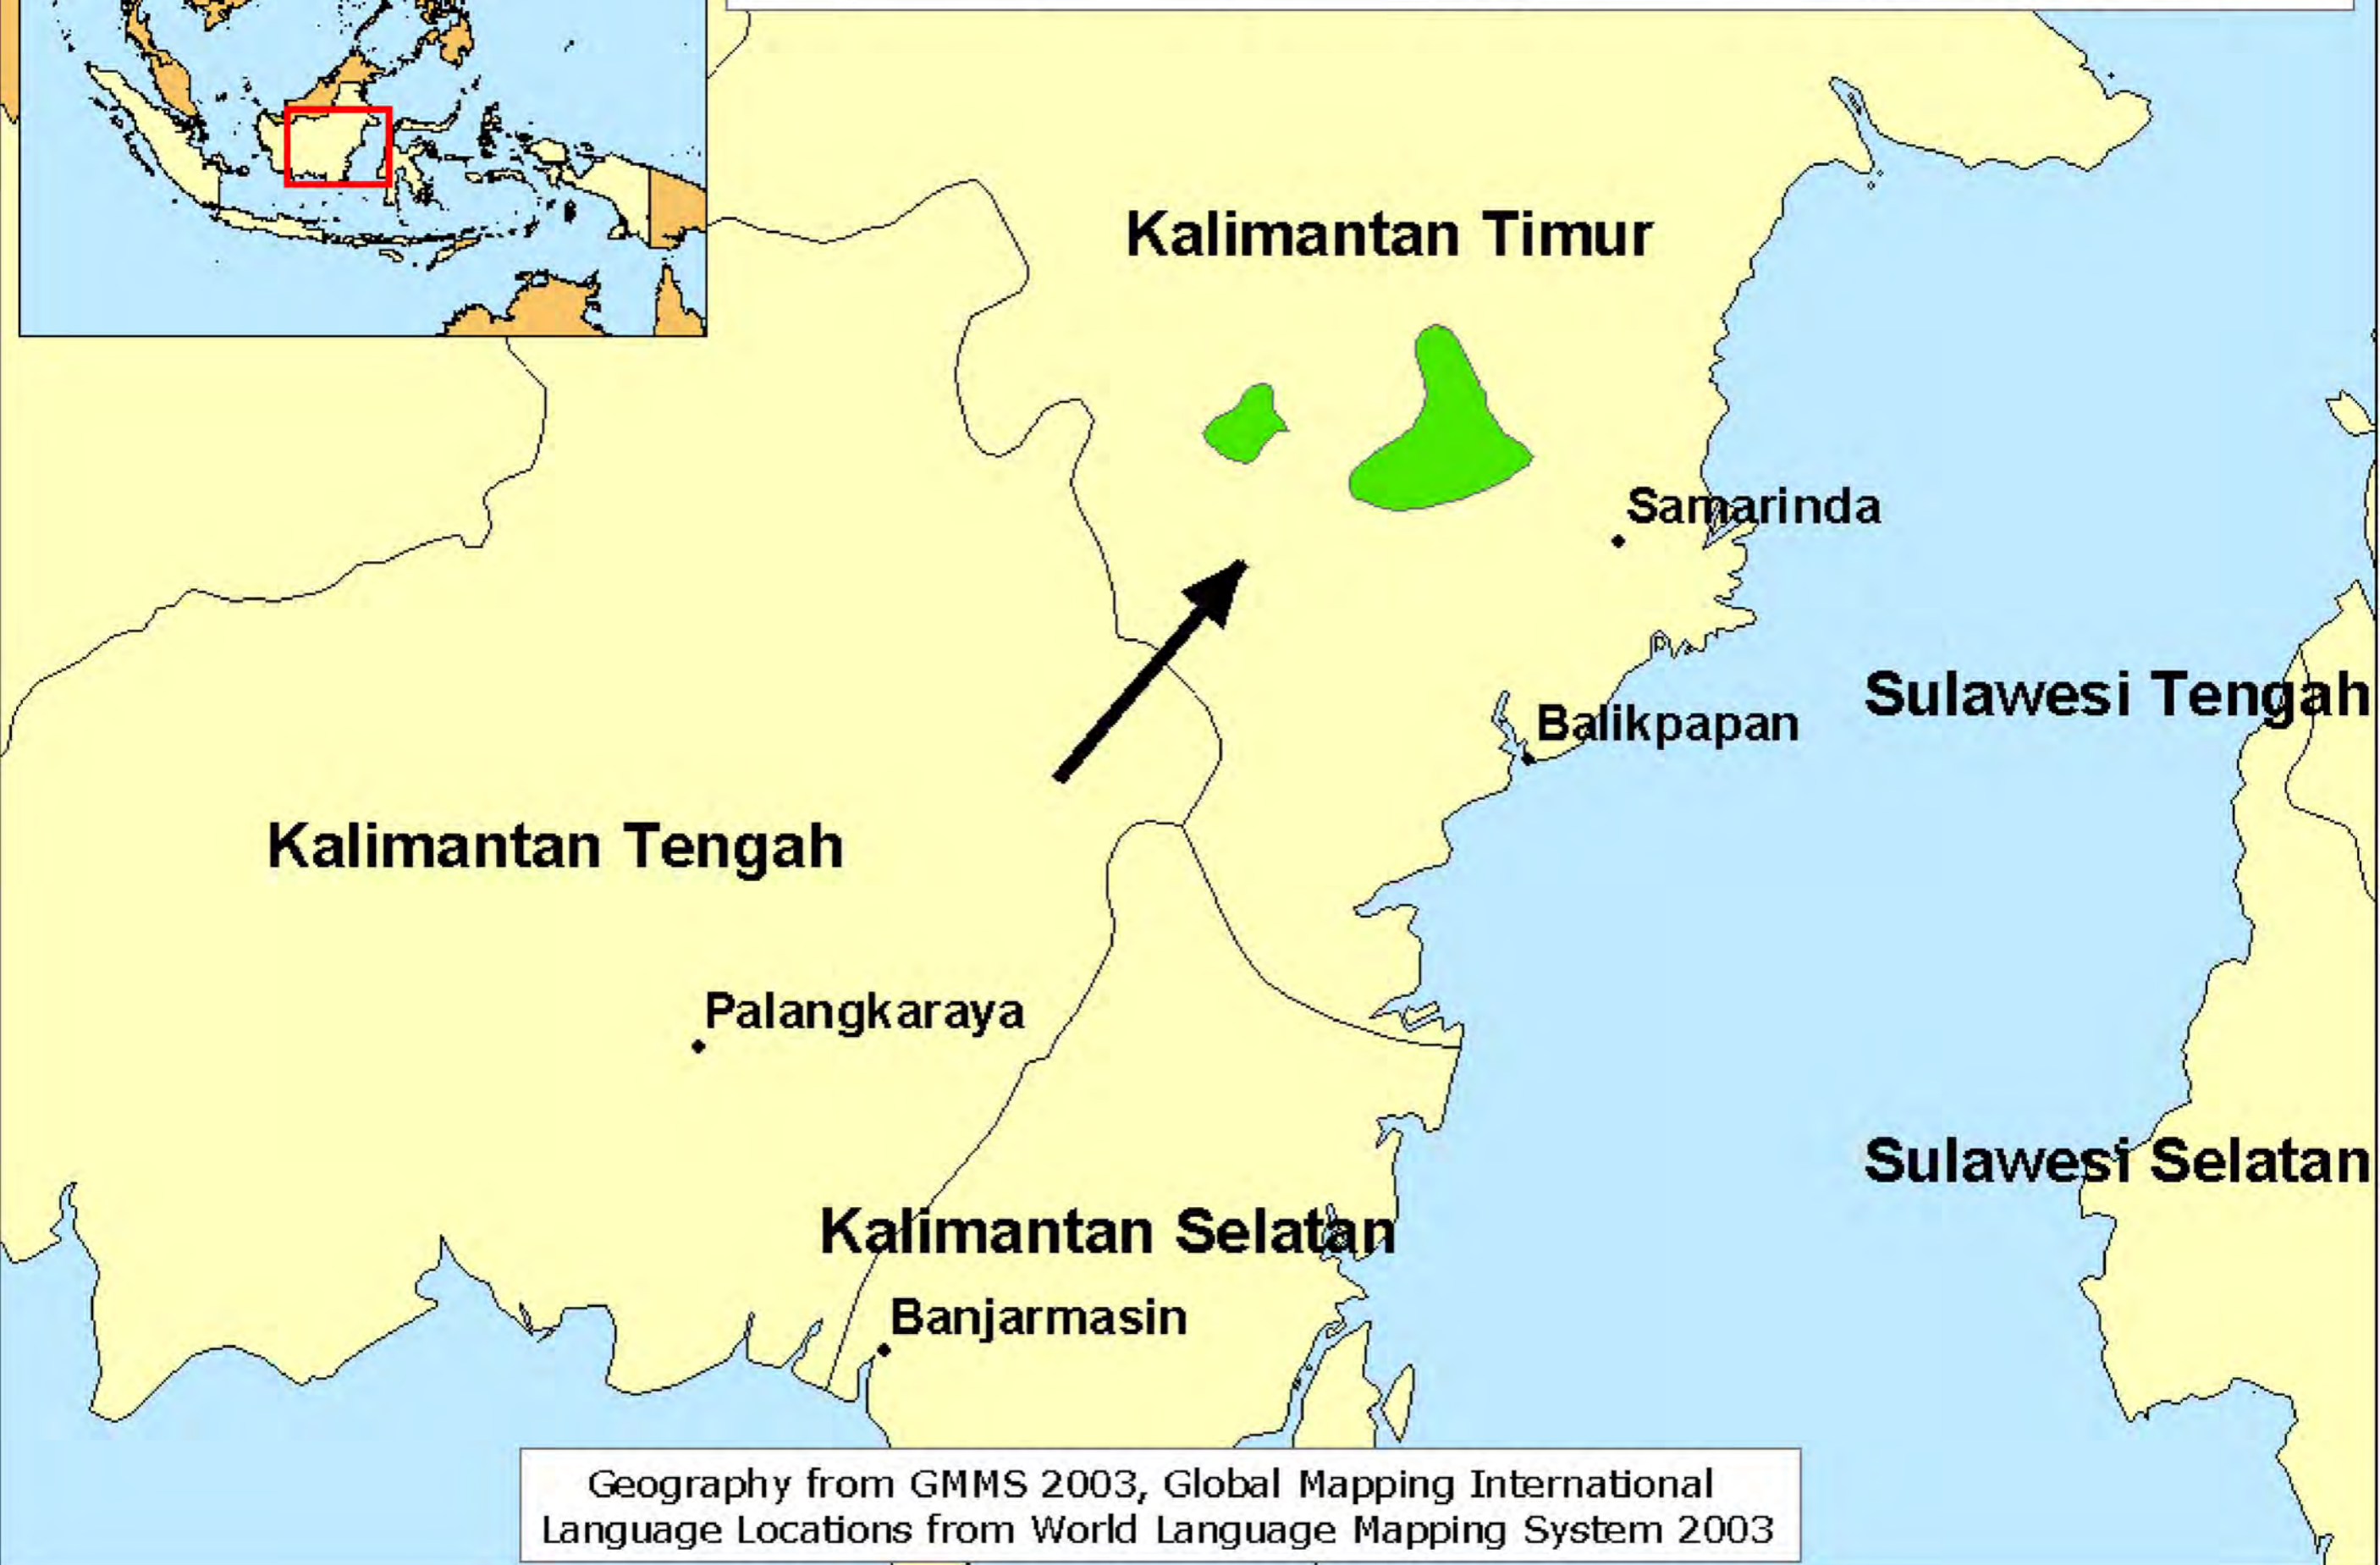 Kalimantan Timur
Samarinda
Sulawesi Tengah
Balikpapan
Kalimantan Tengah
Palangkaraya
Sulawesi Selatan
Kalimantan Selatan
Banjarmasin
Geography from GMMS 2003, Global Mapping International
Language Locations from World Language Mapping System 2003